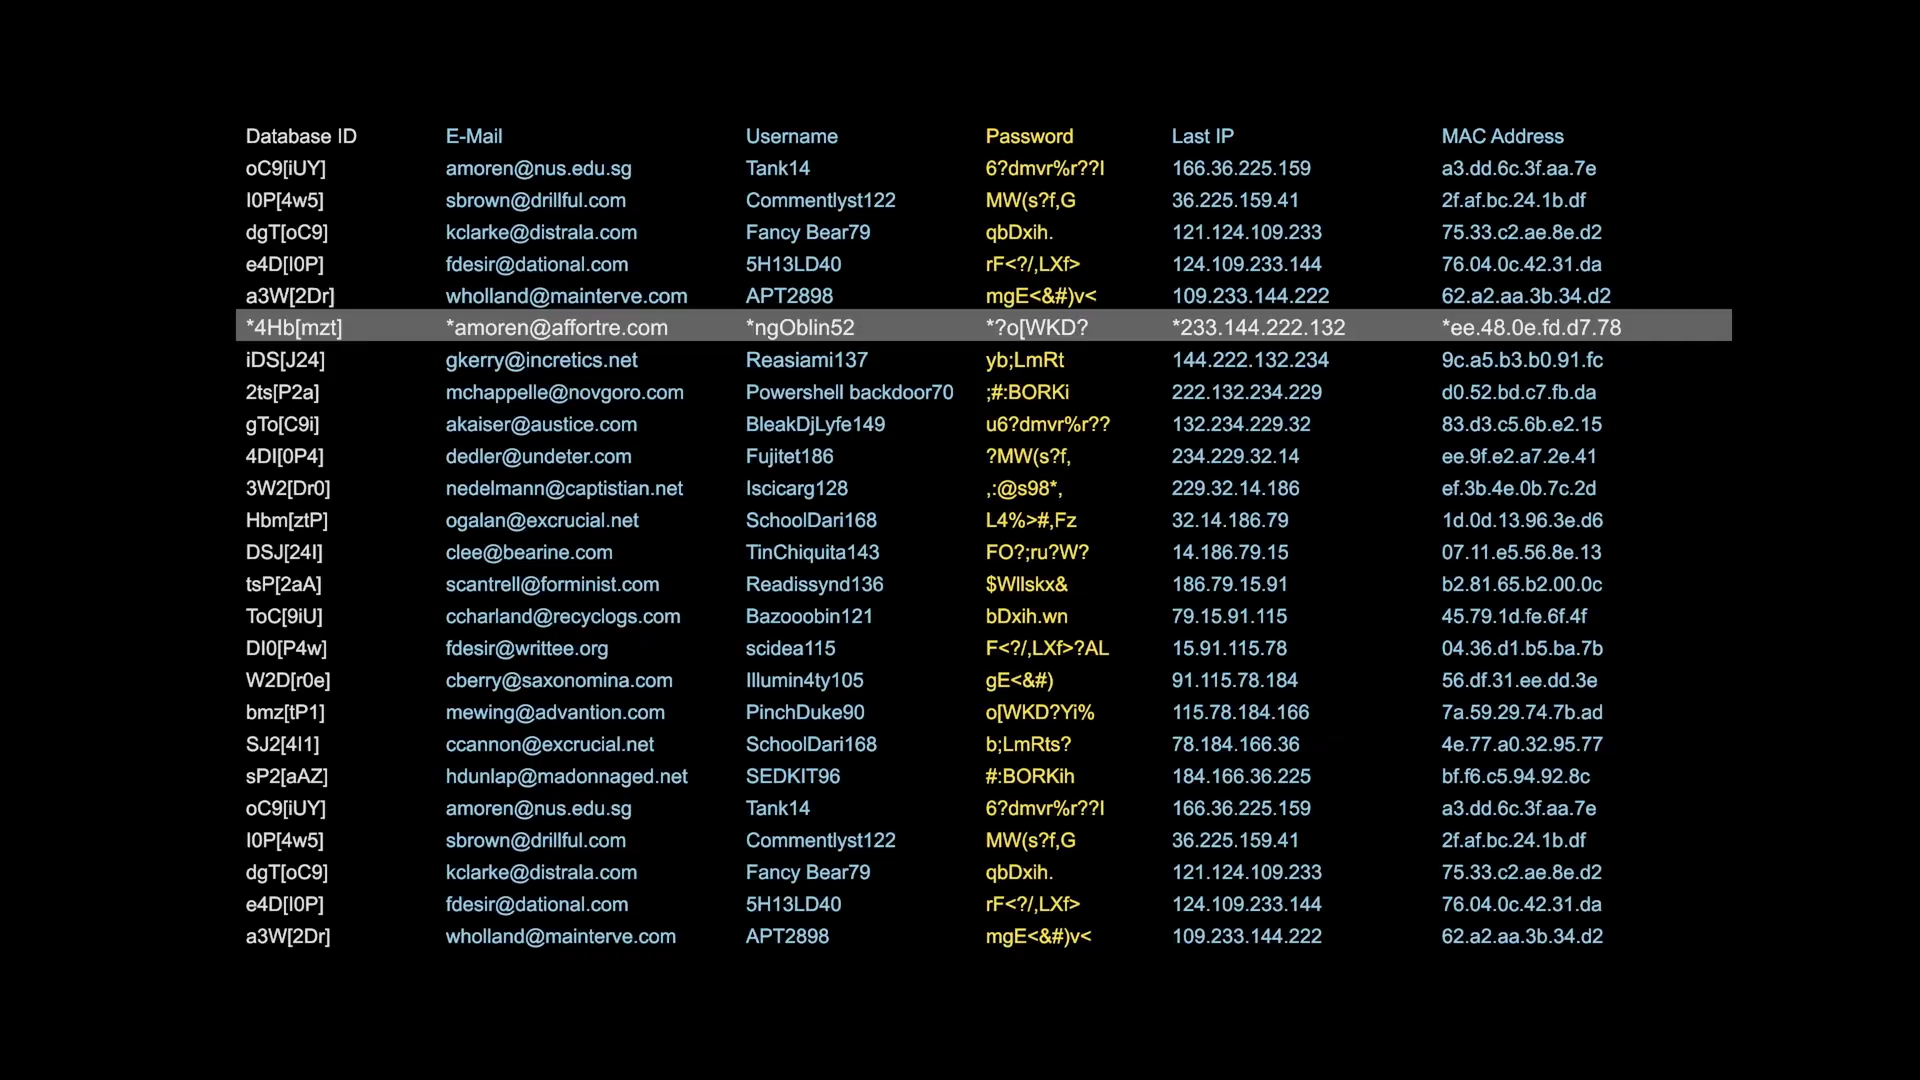 Database ID E-Mail Username Password Last IP MAC Address
oC9[iUY] amoren@nus.edu.sg Tank14 6?dmvr%r??I 166.36.225.159 a3.dd.6c.3f.aa.7e
I0P[4w5] sbrown@drillful.com Commentlyst122 MW(s?f,G 36.225.159.41 2f.af.bc.24.1b.df
dgT[oC9] kclarke@distrala.com Fancy Bear79 qbDxih. 121.124.109.233 75.33.c2.ae.8e.d2
e4D[I0P] fdesir@dational.com 5H13LD40 rF<?/,LXf> 124.109.233.144 76.04.0c.42.31.da
a3W[2Dr] wholland@mainterve.com APT2898 mgE<&#)v< 109.233.144.222 62.a2.aa.3b.34.d2
*4Hb[mzt] *amoren@affortre.com *ngOblin52 *?o[WKD? *233.144.222.132 *ee.48.0e.fd.d7.78
iDS[J24] gkerry@incretics.net Reasiami137 yb;LmRt 144.222.132.234 9c.a5.b3.b0.91.fc
2ts[P2a] mchappelle@novgoro.com Powershell backdoor70 ;#:BORKi 222.132.234.229 d0.52.bd.c7.fb.da
gTo[C9i] akaiser@austice.com BleakDjLyfe149 u6?dmvr%r?? 132.234.229.32 83.d3.c5.6b.e2.15
4DI[0P4] dedler@undeter.com Fujitet186 ?MW(s?f, 234.229.32.14 ee.9f.e2.a7.2e.41
3W2[Dr0] nedelmann@captistian.net Iscicarg128 ,:@s98*, 229.32.14.186 ef.3b.4e.0b.7c.2d
Hbm[ztP] ogalan@excrucial.net SchoolDari168 L4%>#,Fz 32.14.186.79 1d.0d.13.96.3e.d6
DSJ[24I] clee@bearine.com TinChiquita143 FO?;ru?W? 14.186.79.15 07.11.e5.56.8e.13
tsP[2aA] scantrell@forminist.com Readissynd136 $WIlskx& 186.79.15.91 b2.81.65.b2.00.0c
ToC[9iU] ccharland@recyclogs.com Bazooobin121 bDxih.wn 79.15.91.115 45.79.1d.fe.6f.4f
DI0[P4w] fdesir@writtee.org scidea115 F<?/,LXf>?AL 15.91.115.78 04.36.d1.b5.ba.7b
W2D[r0e] cberry@saxonomina.com Illumin4ty105 gE<&#) 91.115.78.184 56.df.31.ee.dd.3e
bmz[tP1] mewing@advantion.com PinchDuke90 o[WKD?Yi% 115.78.184.166 7a.59.29.74.7b.ad
SJ2[4I1] ccannon@excrucial.net SchoolDari168 b;LmRts? 78.184.166.36 4e.77.a0.32.95.77
sP2[aAZ] hdunlap@madonnaged.net SEDKIT96 #:BORKih 184.166.36.225 bf.f6.c5.94.92.8c
oC9[iUY] amoren@nus.edu.sg Tank14 6?dmvr%r??I 166.36.225.159 a3.dd.6c.3f.aa.7e
I0P[4w5] sbrown@drillful.com Commentlyst122 MW(s?f,G 36.225.159.41 2f.af.bc.24.1b.df
dgT[oC9] kclarke@distrala.com Fancy Bear79 qbDxih. 121.124.109.233 75.33.c2.ae.8e.d2
e4D[I0P] fdesir@dational.com 5H13LD40 rF<?/,LXf> 124.109.233.144 76.04.0c.42.31.da
a3W[2Dr] wholland@mainterve.com APT2898 mgE<&#)v< 109.233.144.222 62.a2.aa.3b.34.d2